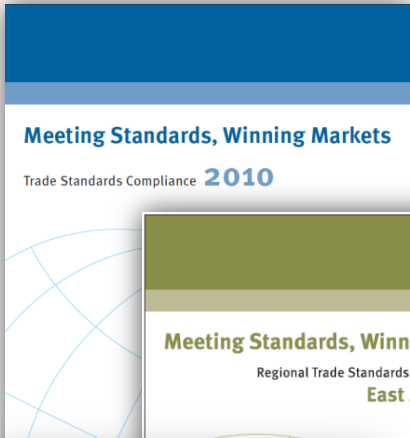 Meeting Standards, Winning Markets
Trade Standards Compliance 2010
Meeting Standards, Winn
Regional Trade Standards
East